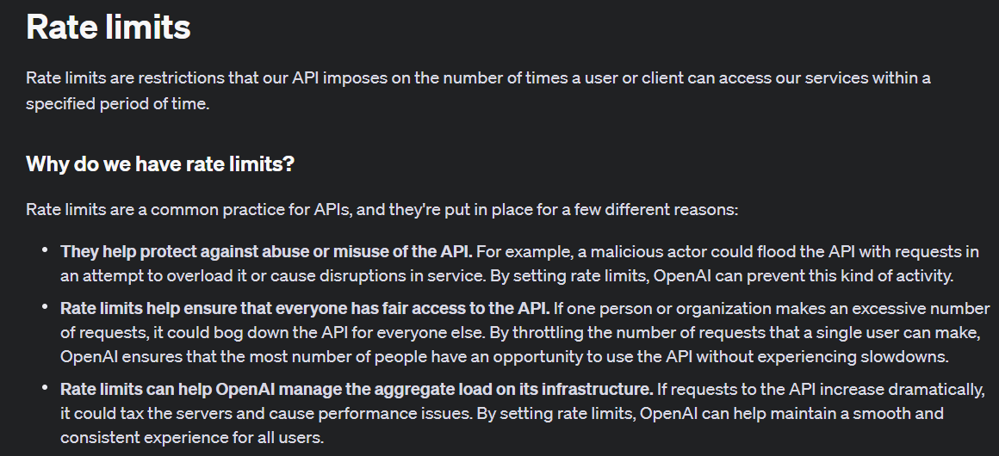 Rate limits
Rate limits are restrictions that our API imposes on the number of times a user or client can access our services within a
specified period of time.
Why do we have rate limits?
Rate limits are a common practice for APIs, and they're put in place for a few different reasons:
• They help protect against abuse or misuse of the API. For example, a malicious actor could flood the API with requests in
an attempt to overload it or cause disruptions in service. By setting rate limits, OpenAI can prevent this kind of activity.
• Rate limits help ensure that everyone has fair access to the API. If one person or organization makes an excessive number
of requests, it could bog down the API for everyone else. By throttling the number of requests that a single user can make,
OpenAI ensures that the most number of people have an opportunity to use the API without experiencing slowdowns.
• Rate limits can help OpenAI manage the aggregate load on its infrastructure. If requests to the API increase dramatically,
it could tax the servers and cause performance issues. By setting rate limits, OpenAI can help maintain a smooth and
consistent experience for all users.